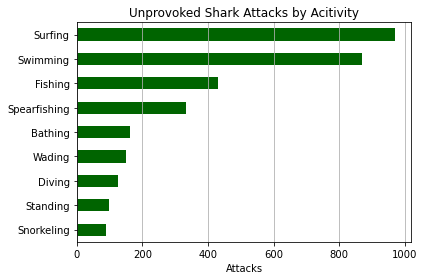 Unprovoked Shark Attacks by Acitivity
Surfing
Swimming
Fishing
Spearfishing
Bathing
Wading
Diving
Standing
Snorkeling
0 200 400 600 800 1000
Attacks